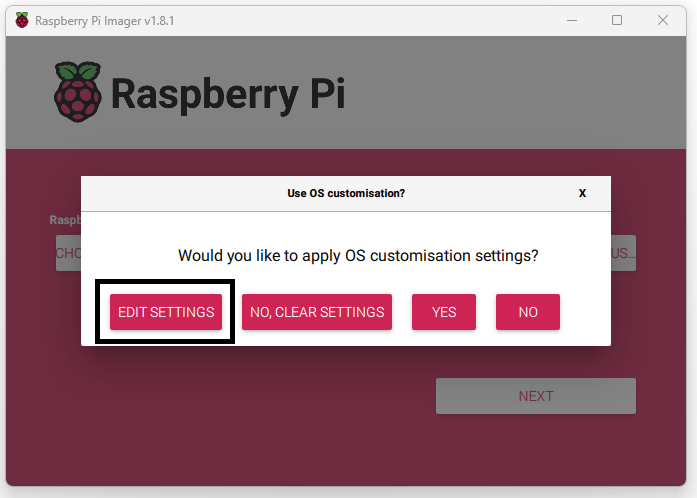 Raspberry Pi Imager v1.8.1
Raspberry Pi
Use OS customisation?
X
Raspb
CHO
US...
Would you like to apply OS customisation settings?
EDIT SETTINGS
NO, CLEAR SETTINGS
YES
NO
NEXT